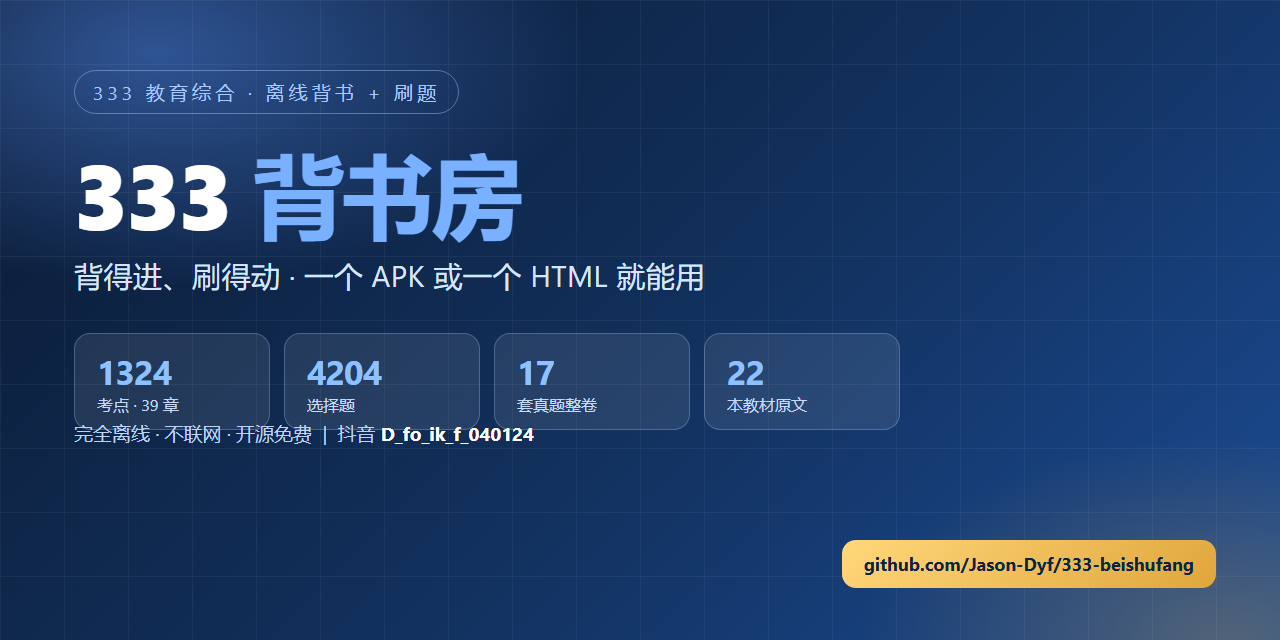 333 教育综合 · 离线背书 + 刷题
333 背书房
背得进、刷得动 · 一个 APK 或一个 HTML 就能用
1324
考点 · 39 章
4204
选择题
17
套真题整卷
22
本教材原文
完全离线 · 不联网 · 开源免费 | 抖音 D_fo_ik_f_040124
github.com/Jason-Dyf/333-beishufang